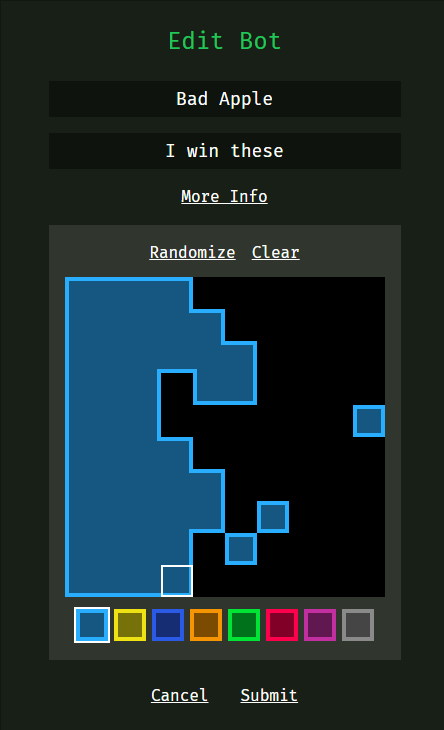 Edit Bot
Bad Apple
I win these
More Info
Randomize Clear
Cancel Submit